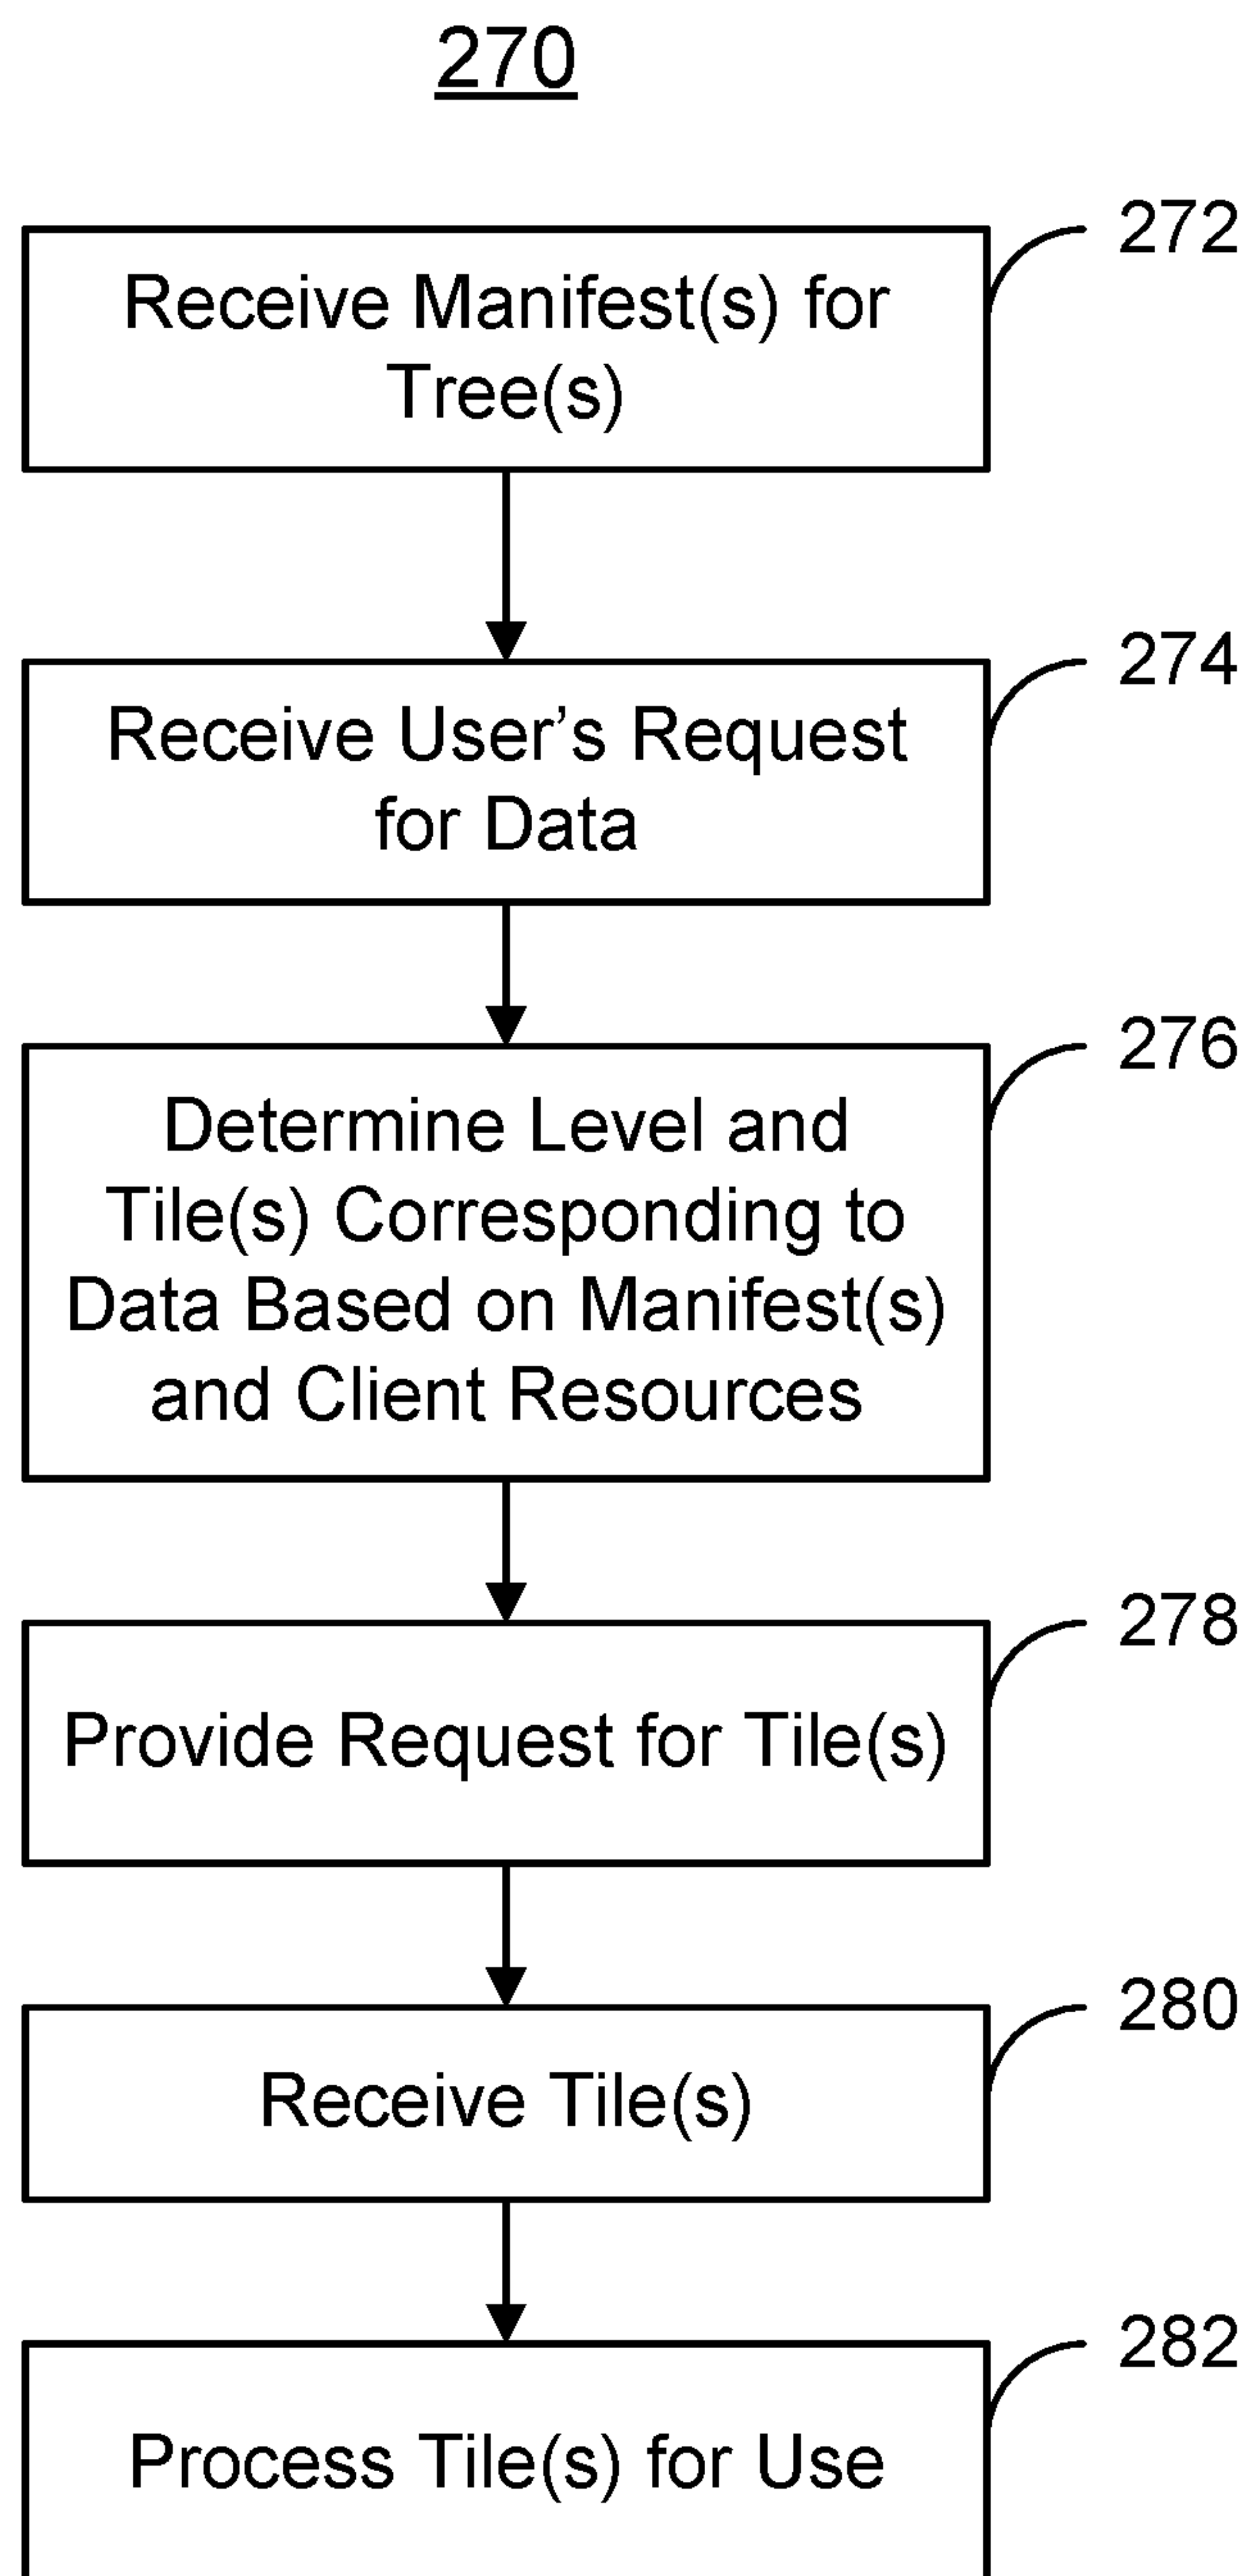 270
272
Receive Manifest(s) for
Tree(s)
274
Receive User’s Request
for Data
276
Determine Level and
Tile(s) Corresponding to
Data Based on Manifest(s)
and Client Resources
278
Provide Request for Tile(s)
280
Receive Tile(s)
282
Process Tile(s) for Use